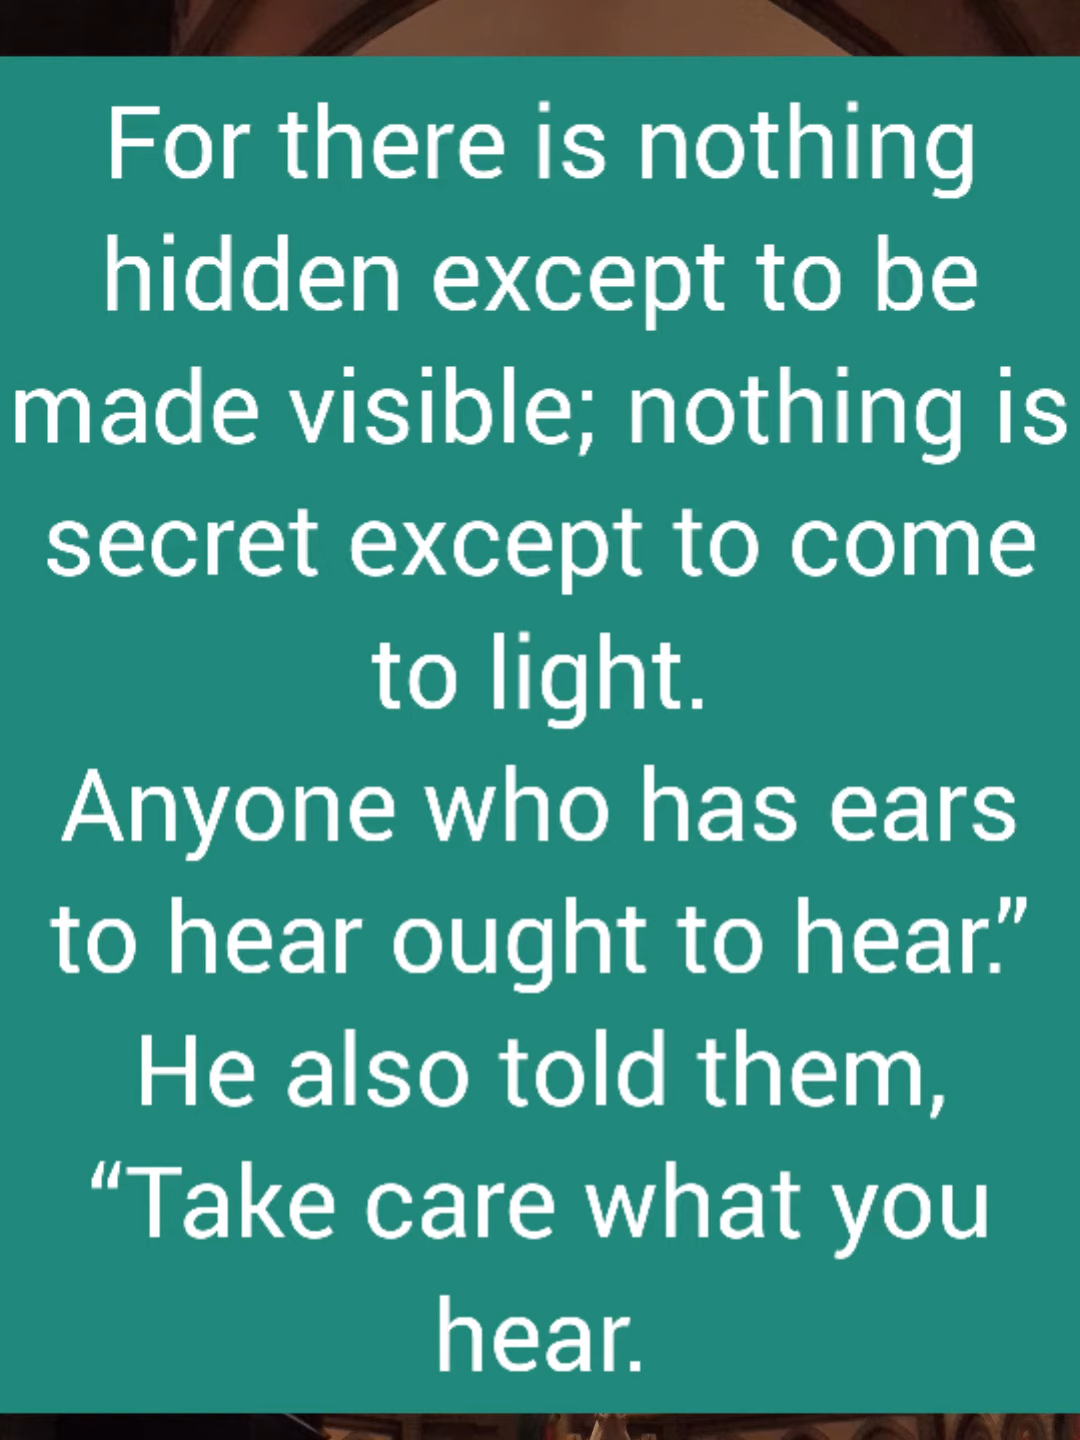 For there is nothing
hidden except to be
made visible; nothing is
secret except to come
to light.
Anyone who has ears
to hear ought to hear.”
He also told them,
“Take care what you
hear.